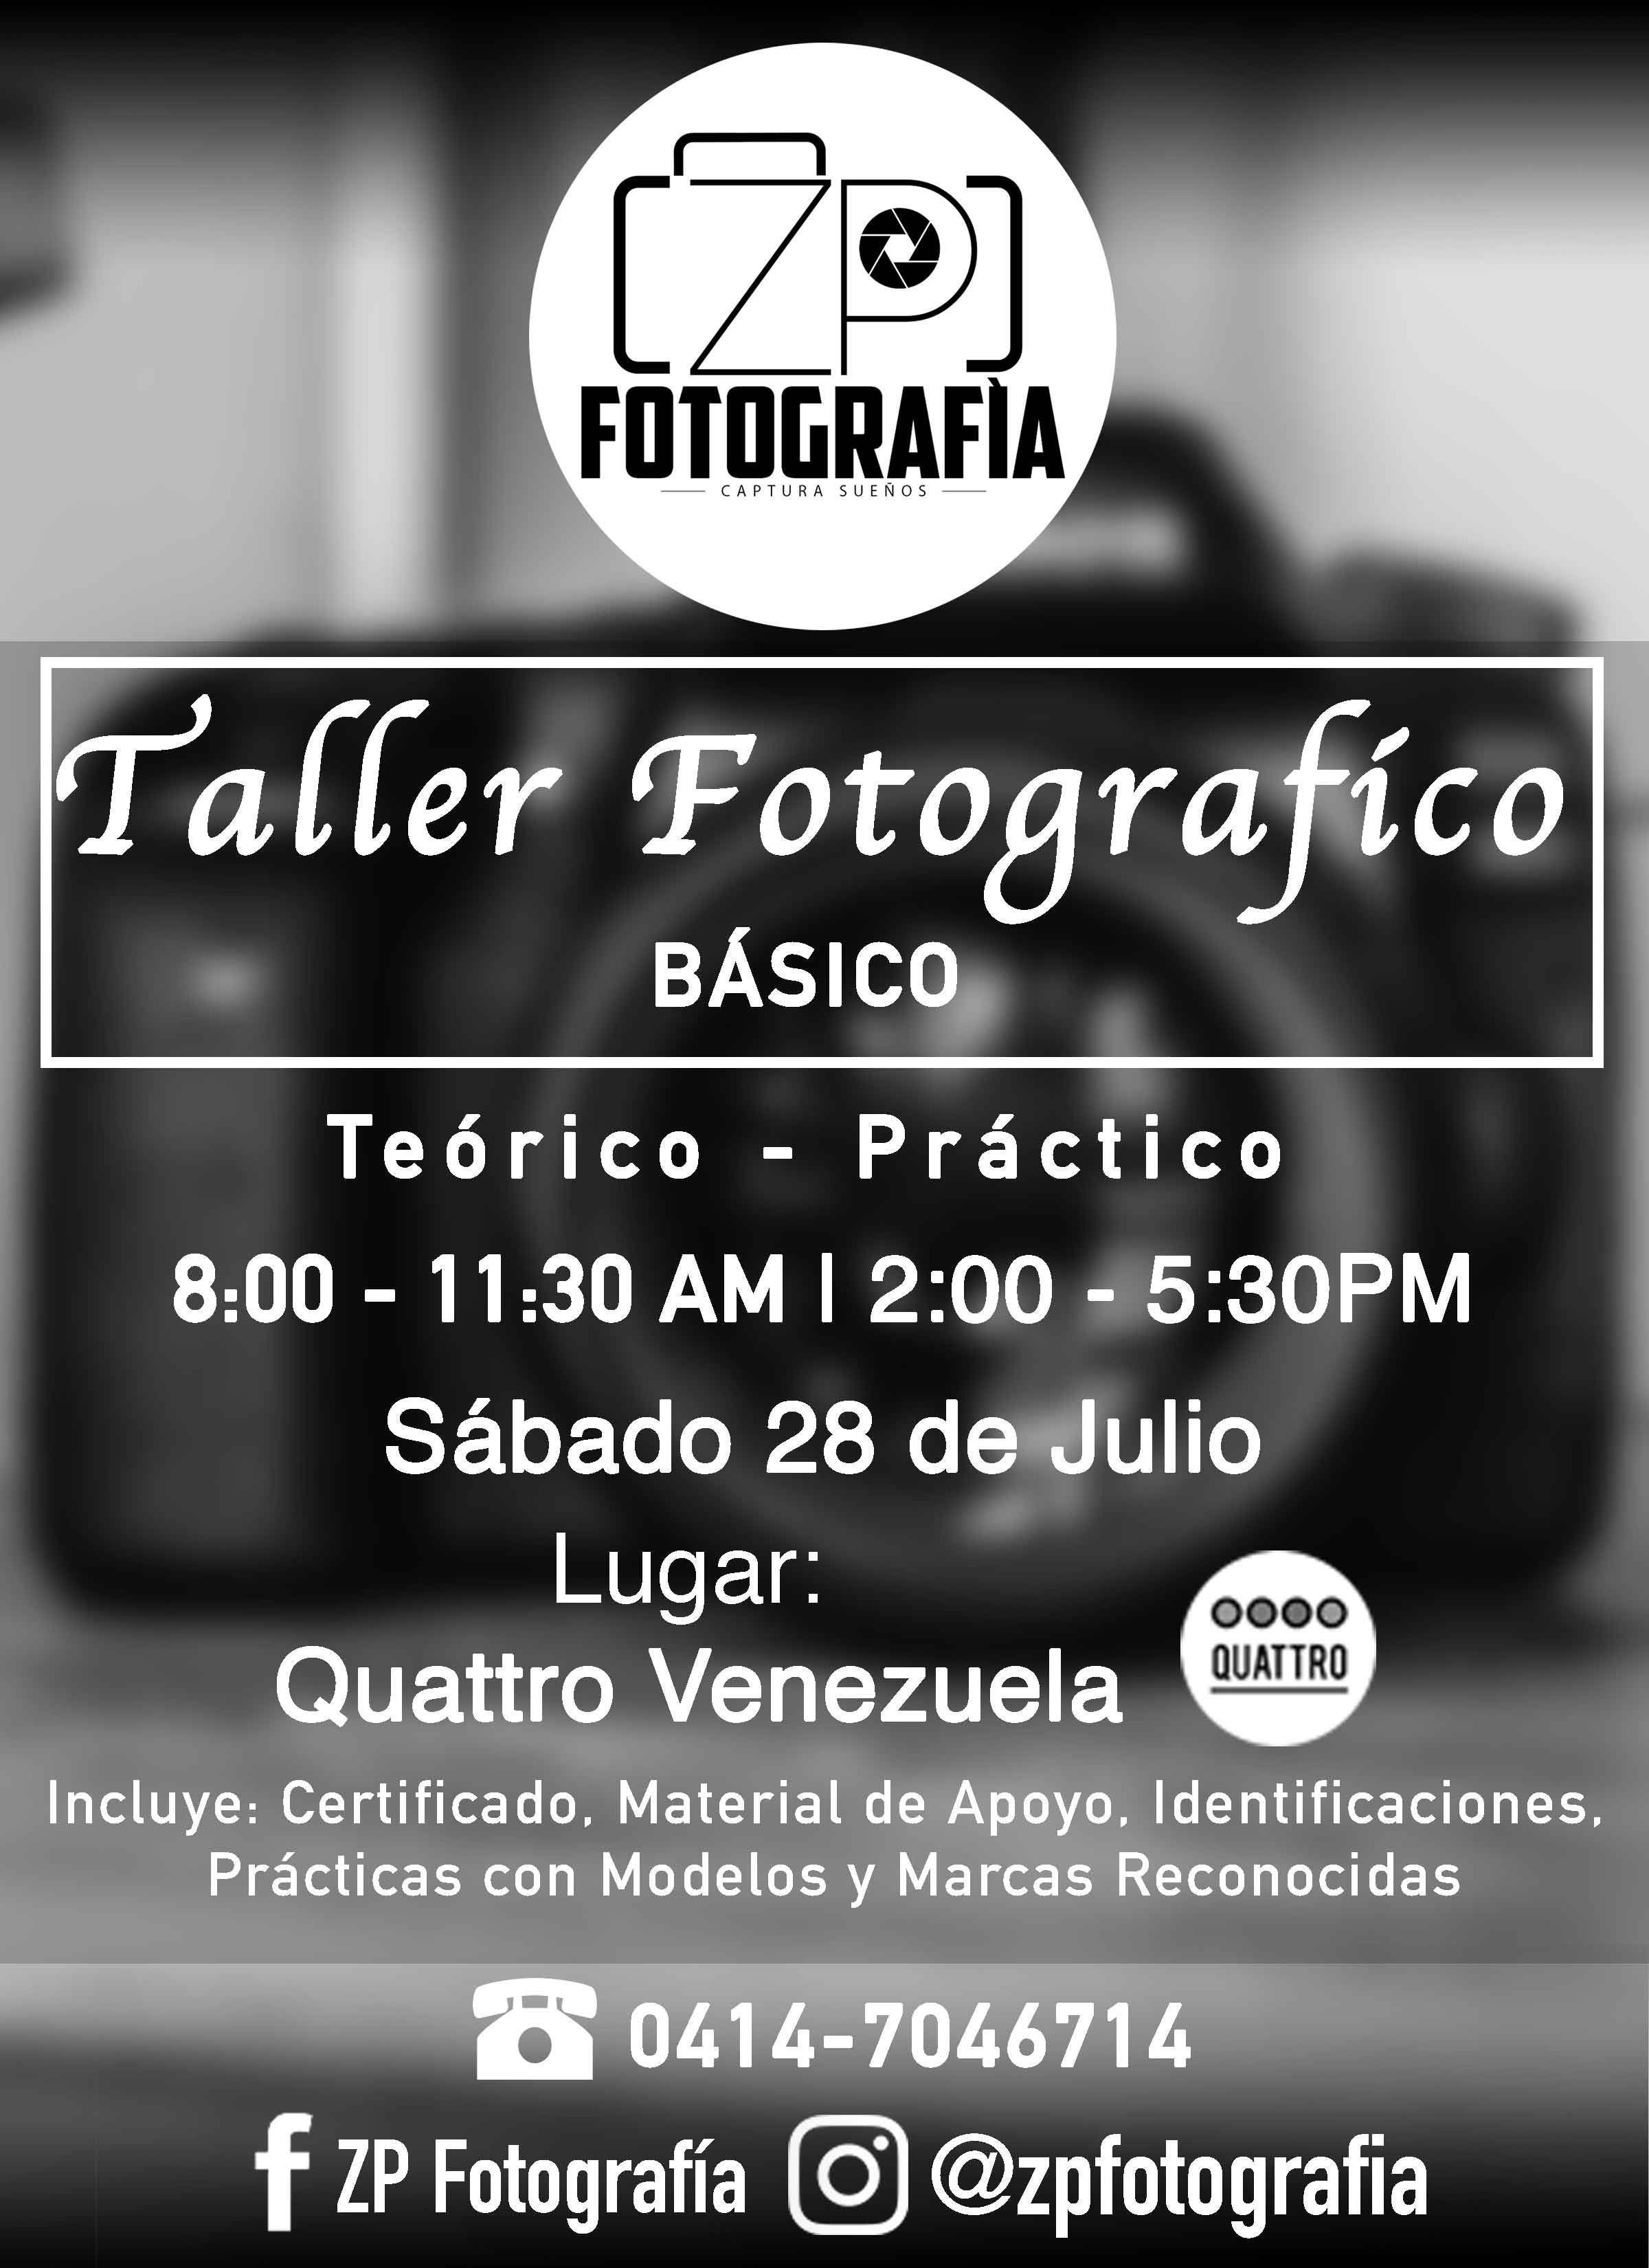 ZP
FOTOGRAFÌA
CAPTURA SUEÑOS
Taller Fotografíco
BÁSICO
Teórico - Práctico
8:00 - 11:30 AM | 2:00 - 5:30PM
Sábado 28 de Julio
Lugar:
Quattro Venezuela
QUATTRO
Incluye: Certificado, Material de Apoyo, Identificaciones,
Prácticas con Modelos y Marcas Reconocidas
0414-7046714
f ZP Fotografía @zpfotografia